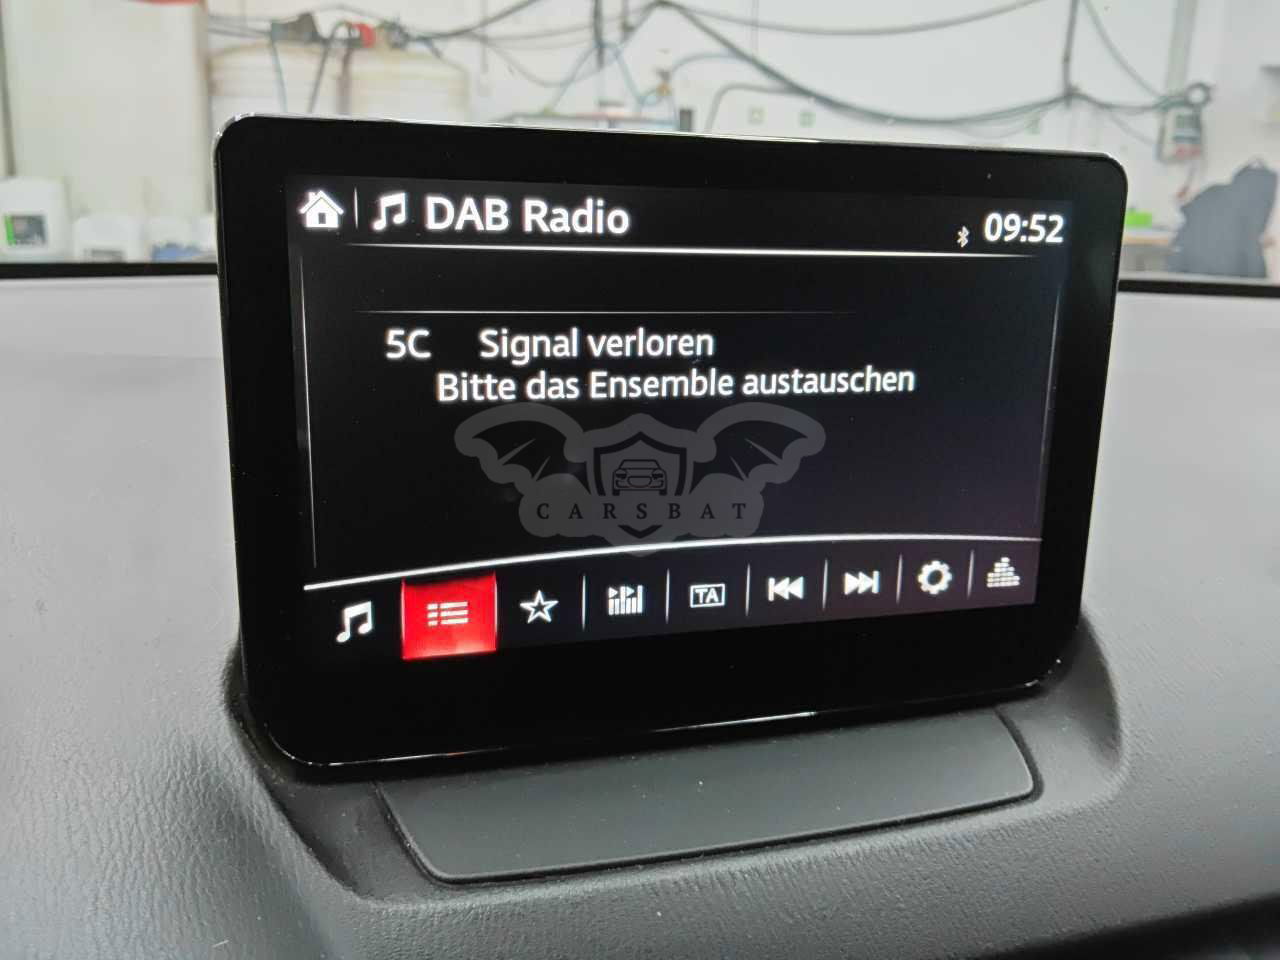 DAB Radio
09:52
5C Signal verloren
Bitte das Ensemble austauschen
CARSBAT
TA